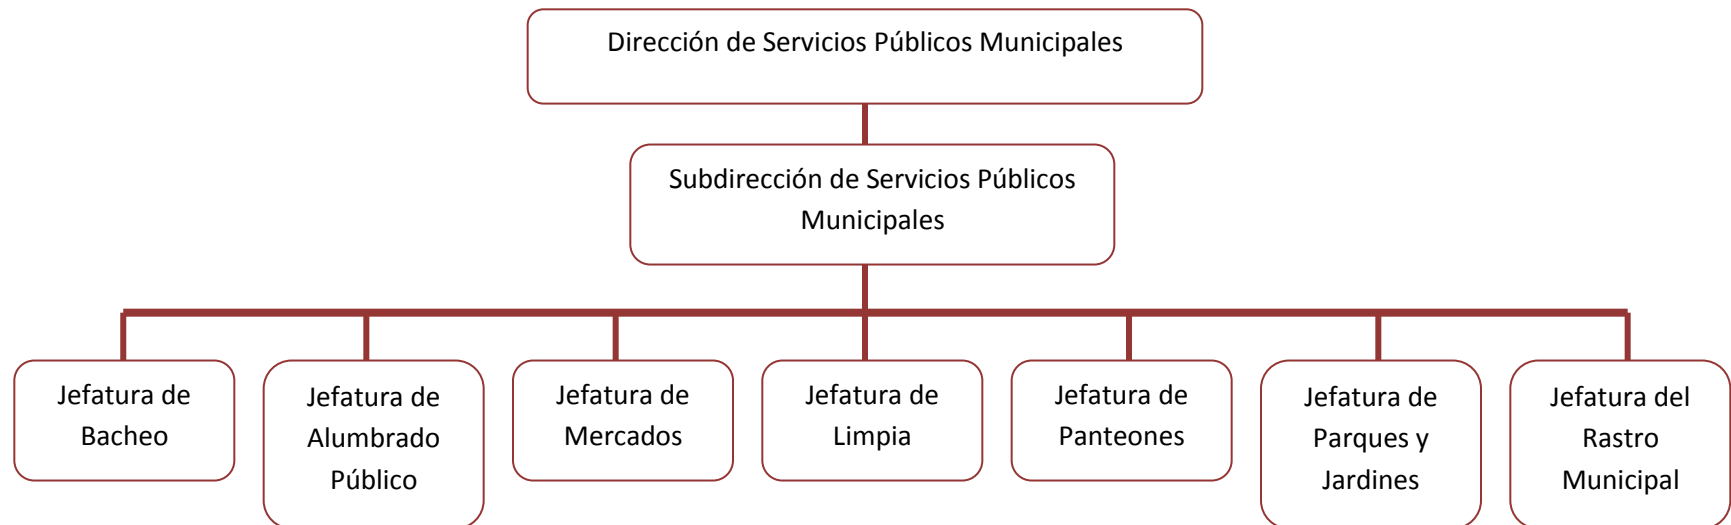 Dirección de Servicios Públicos Municipales
Subdirección de Servicios Públicos
Municipales
Jefatura de
Bacheo
Jefatura de
Alumbrado
Público
Jefatura de
Mercados
Jefatura de
Limpia
Jefatura de
Panteones
Jefatura de
Parques y
Jardines
Jefatura del
Rastro
Municipal